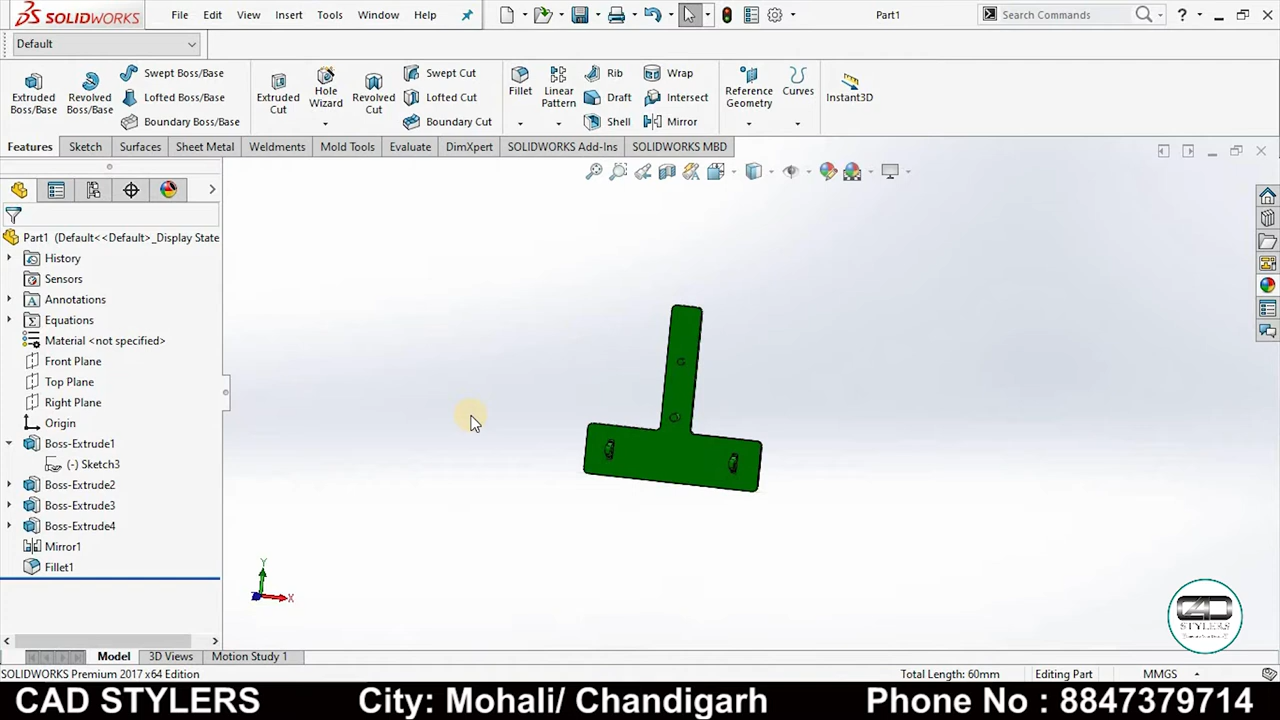 SOLIDWORKS File Edit View Insert Tools Window Help Part1 Search Commands
Default
Extruded Boss/Base
Revolved Boss/Base
Swept Boss/Base
Lofted Boss/Base
Boundary Boss/Base
Extruded Cut
Hole Wizard
Revolved Cut
Swept Cut
Lofted Cut
Boundary Cut
Fillet
Linear Pattern
Rib
Draft
Shell
Wrap
Intersect
Mirror
Reference Geometry
Curves
Instant3D
Features Sketch Surfaces Sheet Metal Weldments Mold Tools Evaluate DimXpert SOLIDWORKS Add-Ins SOLIDWORKS MBD
Part1 (Default<<Default>_Display State
History
Sensors
Annotations
Equations
Material <not specified>
Front Plane
Top Plane
Right Plane
Origin
Boss-Extrude1
(-) Sketch3
Boss-Extrude2
Boss-Extrude3
Boss-Extrude4
Mirror1
Fillet1
Y
X
STYLERS
Model 3D Views Motion Study 1
SOLIDWORKS Premium 2017 x64 Edition Total Length: 60mm Editing Part MMGS
CAD STYLERS City: Mohali/ Chandigarh Phone No : 8847379714